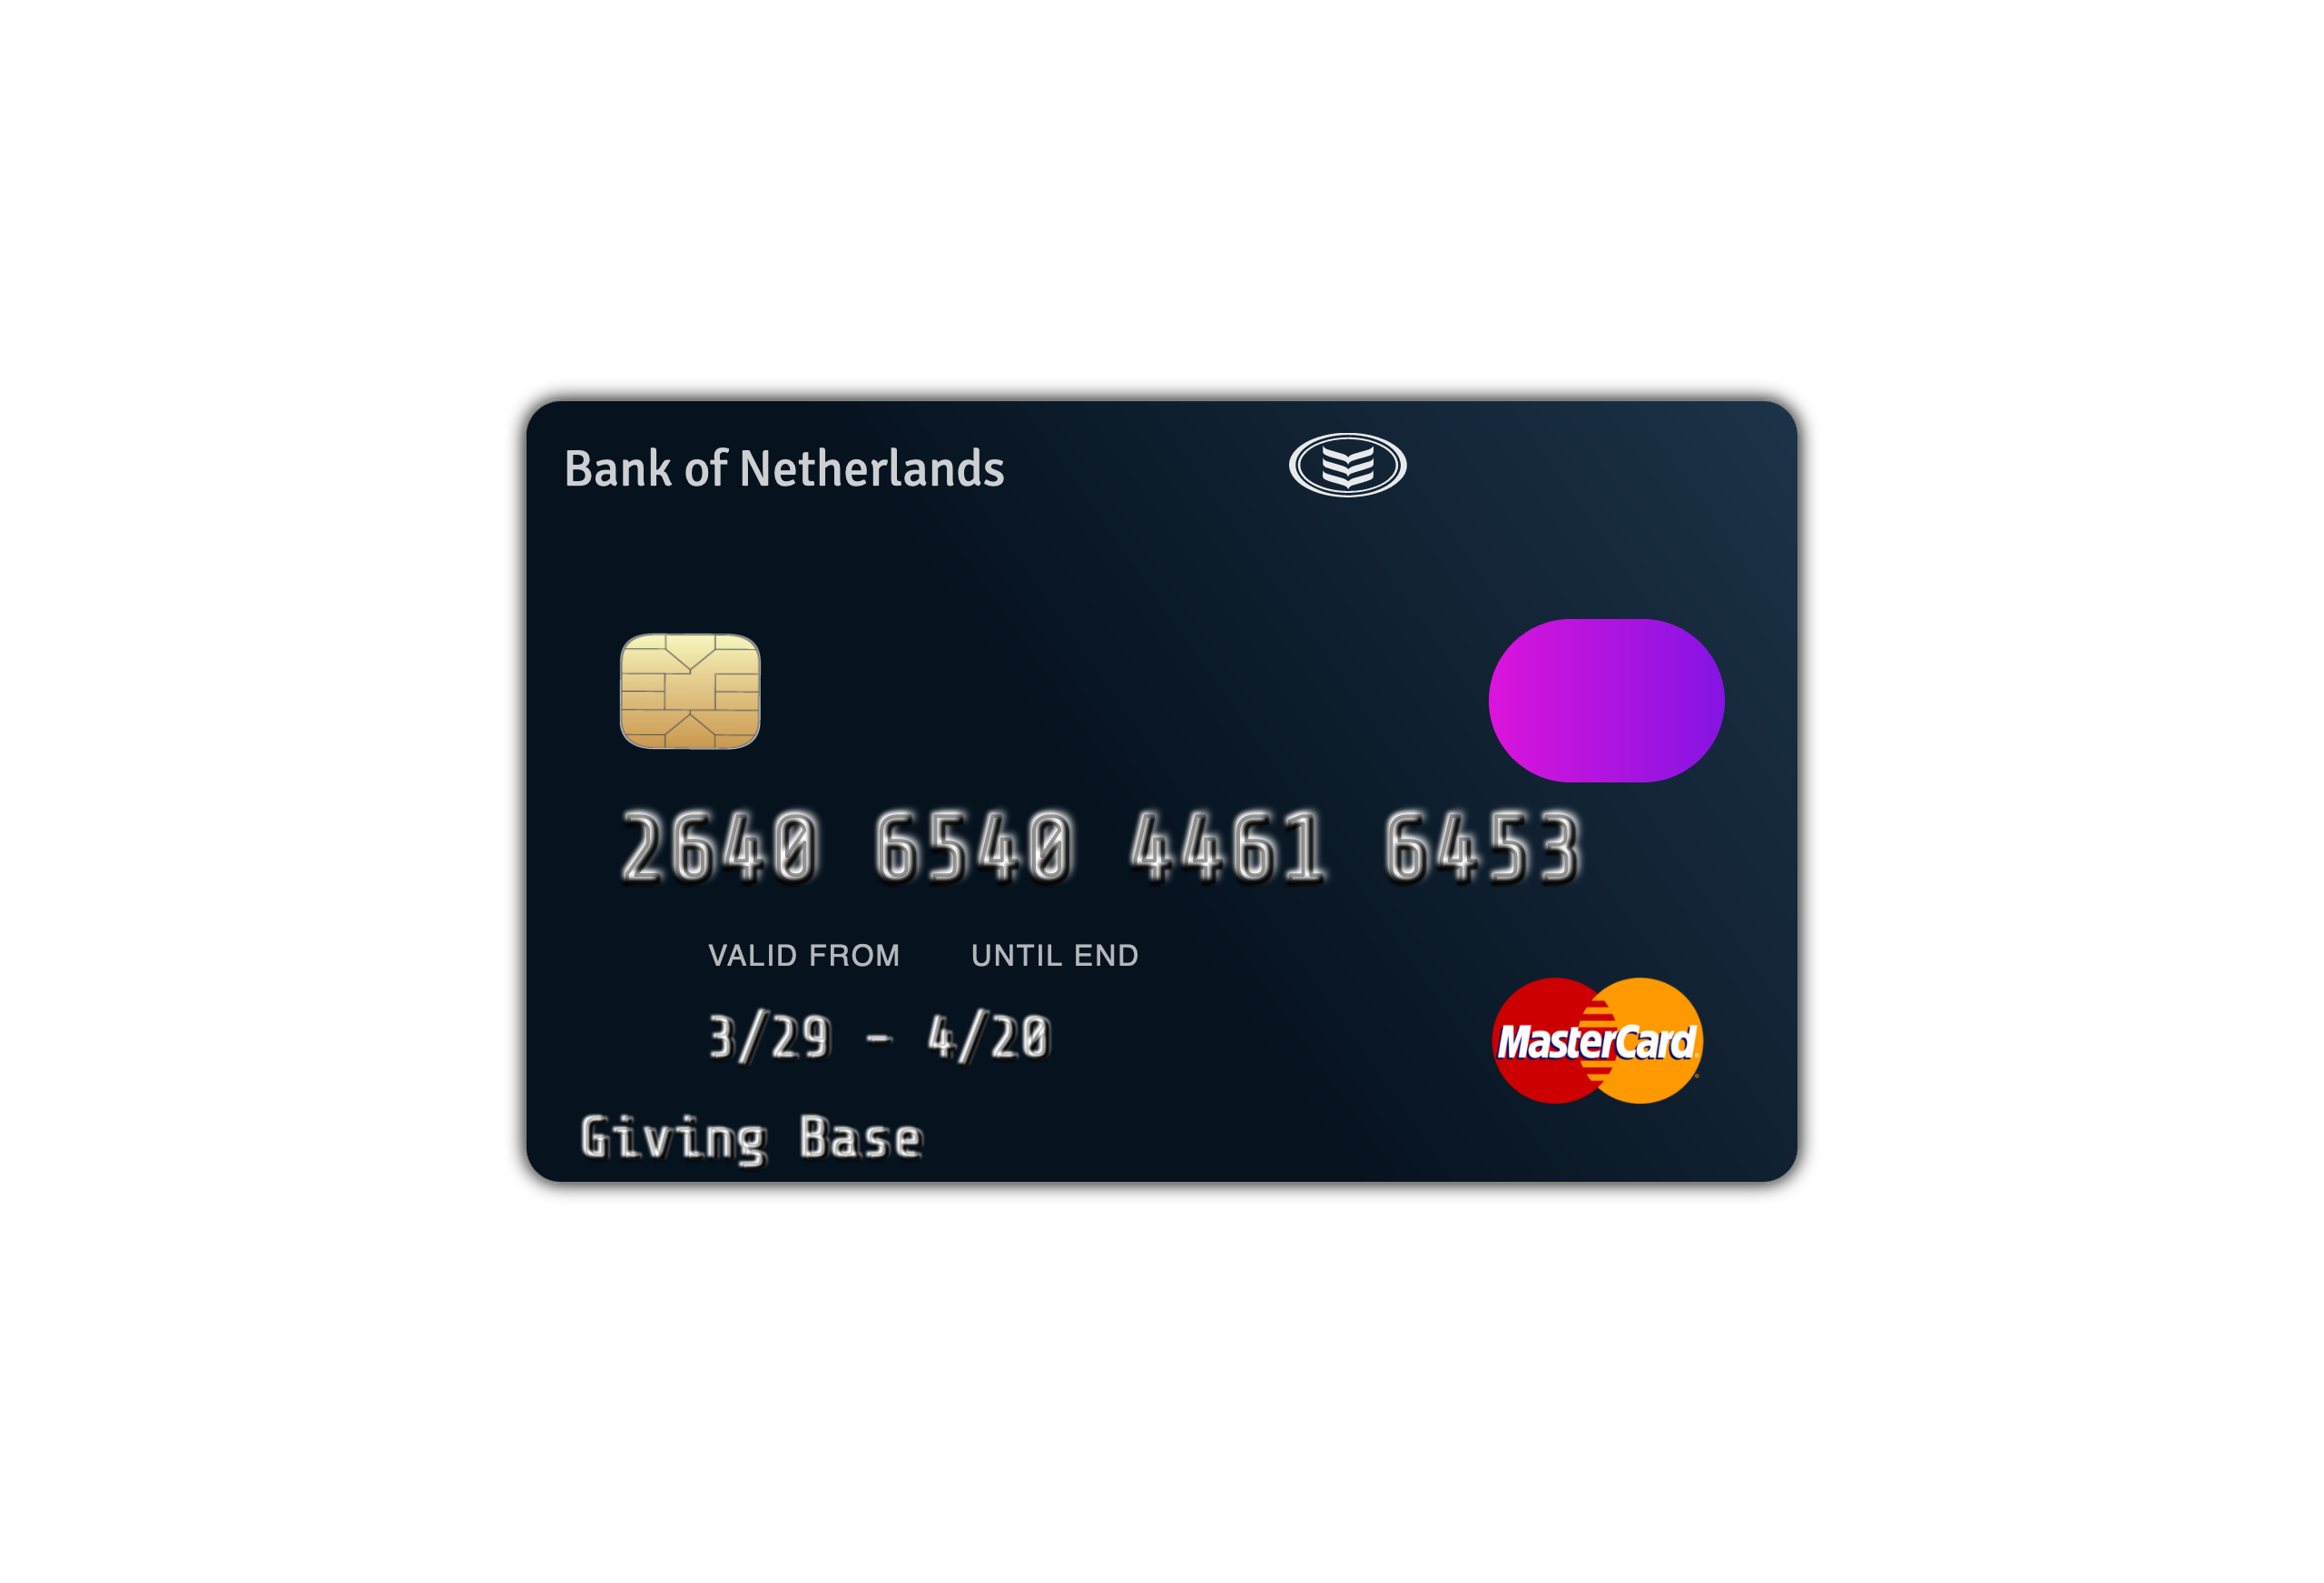 Bank of Netherlands
2640 6540 4461 6453
VALID FROM UNTIL END
3/29 - 4/20
MasterCard
Giving Base